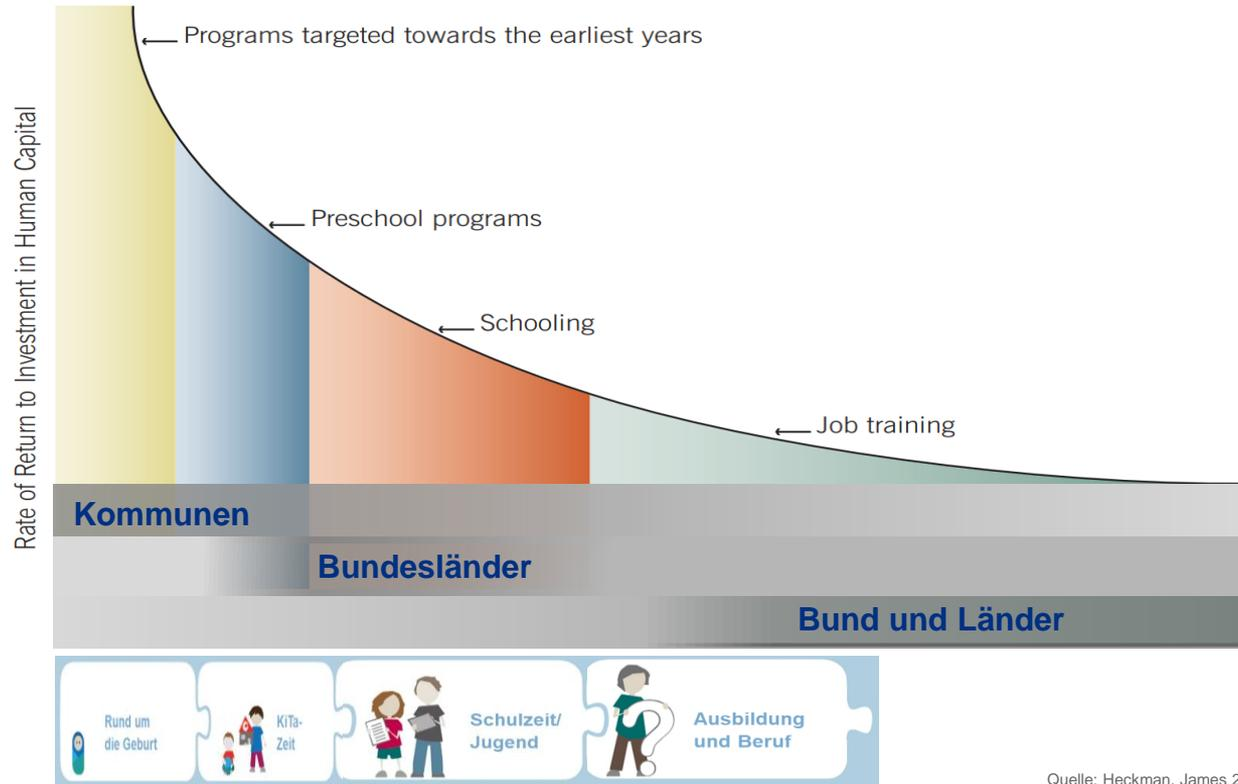 Programs targeted towards the earliest years
Rate of Return to Investment in Human Capital
Preschool programs
Schooling
Job training
Kommunen
Bundesländer
Bund und Länder
Rund um
die Geburt
KiTa-
Zeit
Schulzeit/
Jugend
Ausbildung
und Beruf
Quelle: Heckman, James 2